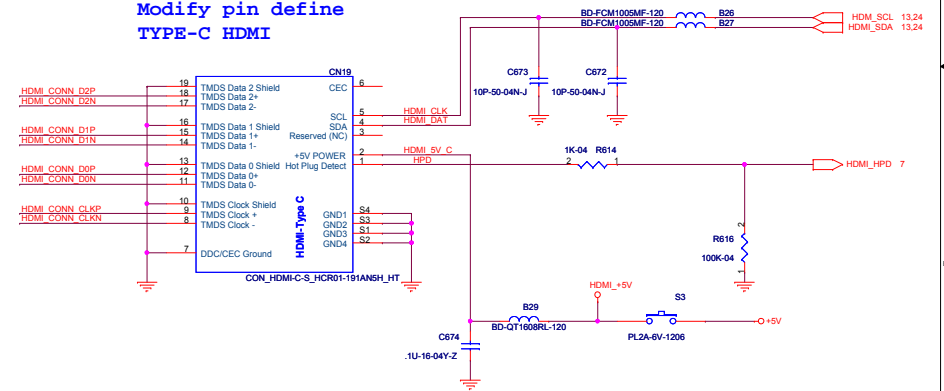 Modify pin define
TYPE-C HDMI
BD-FCM1005MF-120 B26
BD-FCM1005MF-120 B27
HDM_SCL 13,24
HDMI_SDA 13,24
CN19
C673
10P-50-04N-J
C672
10P-50-04N-J
HDMI_CONN_D2P
HDMI_CONN_D2N
HDMI_CONN_D1P
HDMI_CONN_D1N
HDMI_CONN_D0P
HDMI_CONN_D0N
HDMI_CONN_CLKP
HDMI_CONN_CLKN
19 TMDS Data 2 Shield
18 TMDS Data 2+
17 TMDS Data 2-
16 TMDS Data 1 Shield
15 TMDS Data 1+
14 TMDS Data 1-
13 TMDS Data 0 Shield
12 TMDS Data 0+
11 TMDS Data 0-
10 TMDS Clock Shield
9 TMDS Clock +
8 TMDS Clock -
7 DDC/CEC Ground
CEC 6
SCL 5 HDMI_CLK
SDA 4 HDMI_DAT
Reserved (NC) 3
+5V POWER 2 HDMI_5V_C
Hot Plug Detect 1 HPD
GND1 S4
GND2 S3
GND3 S1
GND4 S2
HDMI-Type C
CON_HDMI-C-S_HCR01-191AN5H_HT
1K-04 R614
2 1
HDMI_HPD 7
2
R616
100K-04
1
HDMI_+5V
B29
BD-QT1608RL-120
S3
PL2A-6V-1206
+5V
C674
.1U-16-04Y-Z